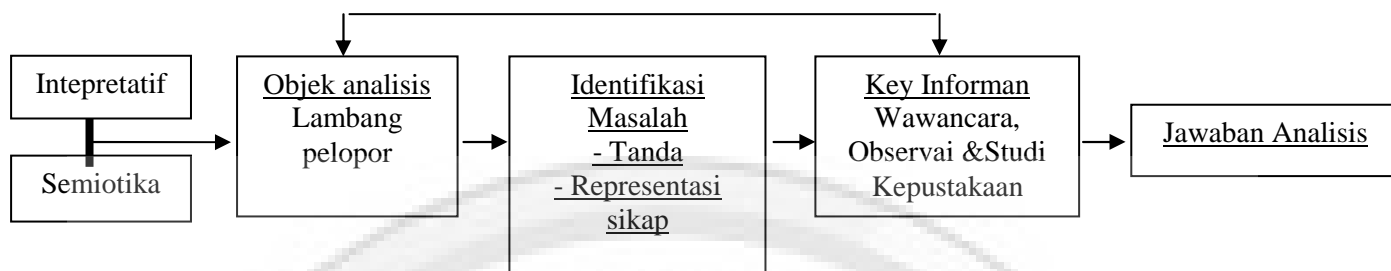 Intepretatif
Semiotika
Objek analisis
Lambang
pelopor
Identifikasi
Masalah
- Tanda
- Representasi
sikap
Key Informan
Wawancara,
Observai &Studi
Kepustakaan
Jawaban Analisis